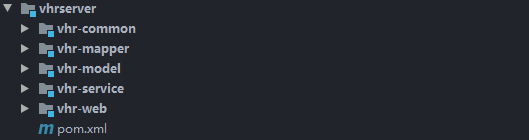 vhrserver
vhr-common
vhr-mapper
vhr-model
vhr-service
vhr-web
m pom.xml